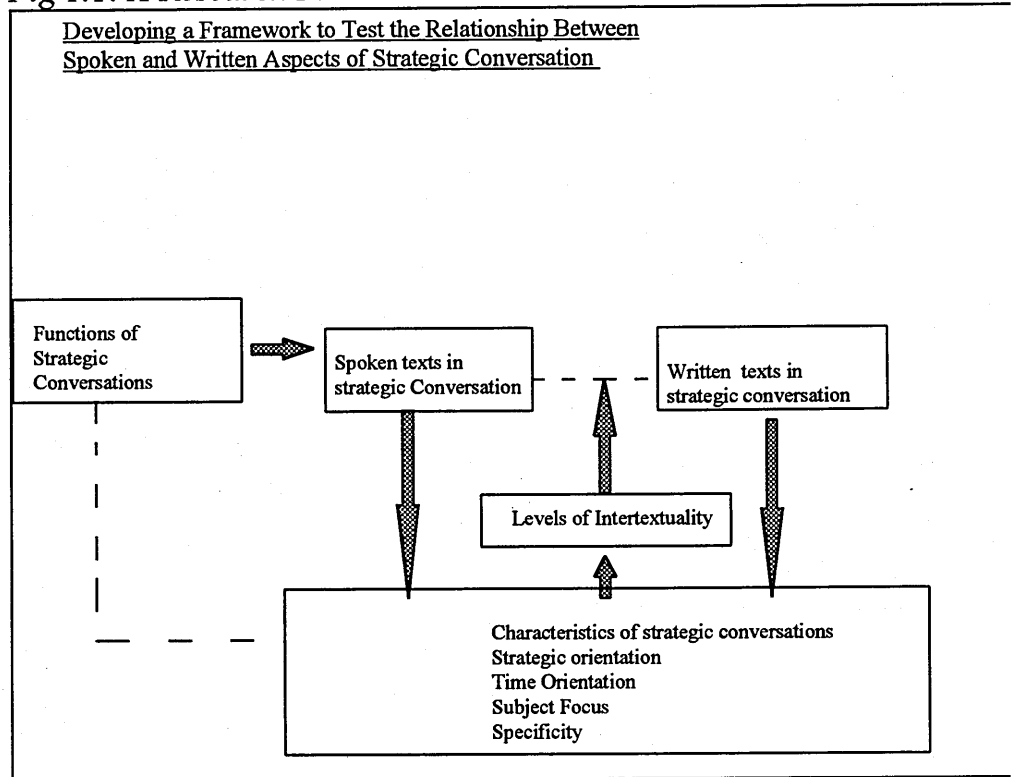 Developing a Framework to Test the Relationship Between
Spoken and Written Aspects of Strategic Conversation
Functions of
Strategic
Conversations
Spoken texts in
strategic Conversation
Written texts in
strategic conversation
Levels of Intertextuality
Characteristics of strategic conversations
Strategic orientation
Time Orientation
Subject Focus
Specificity